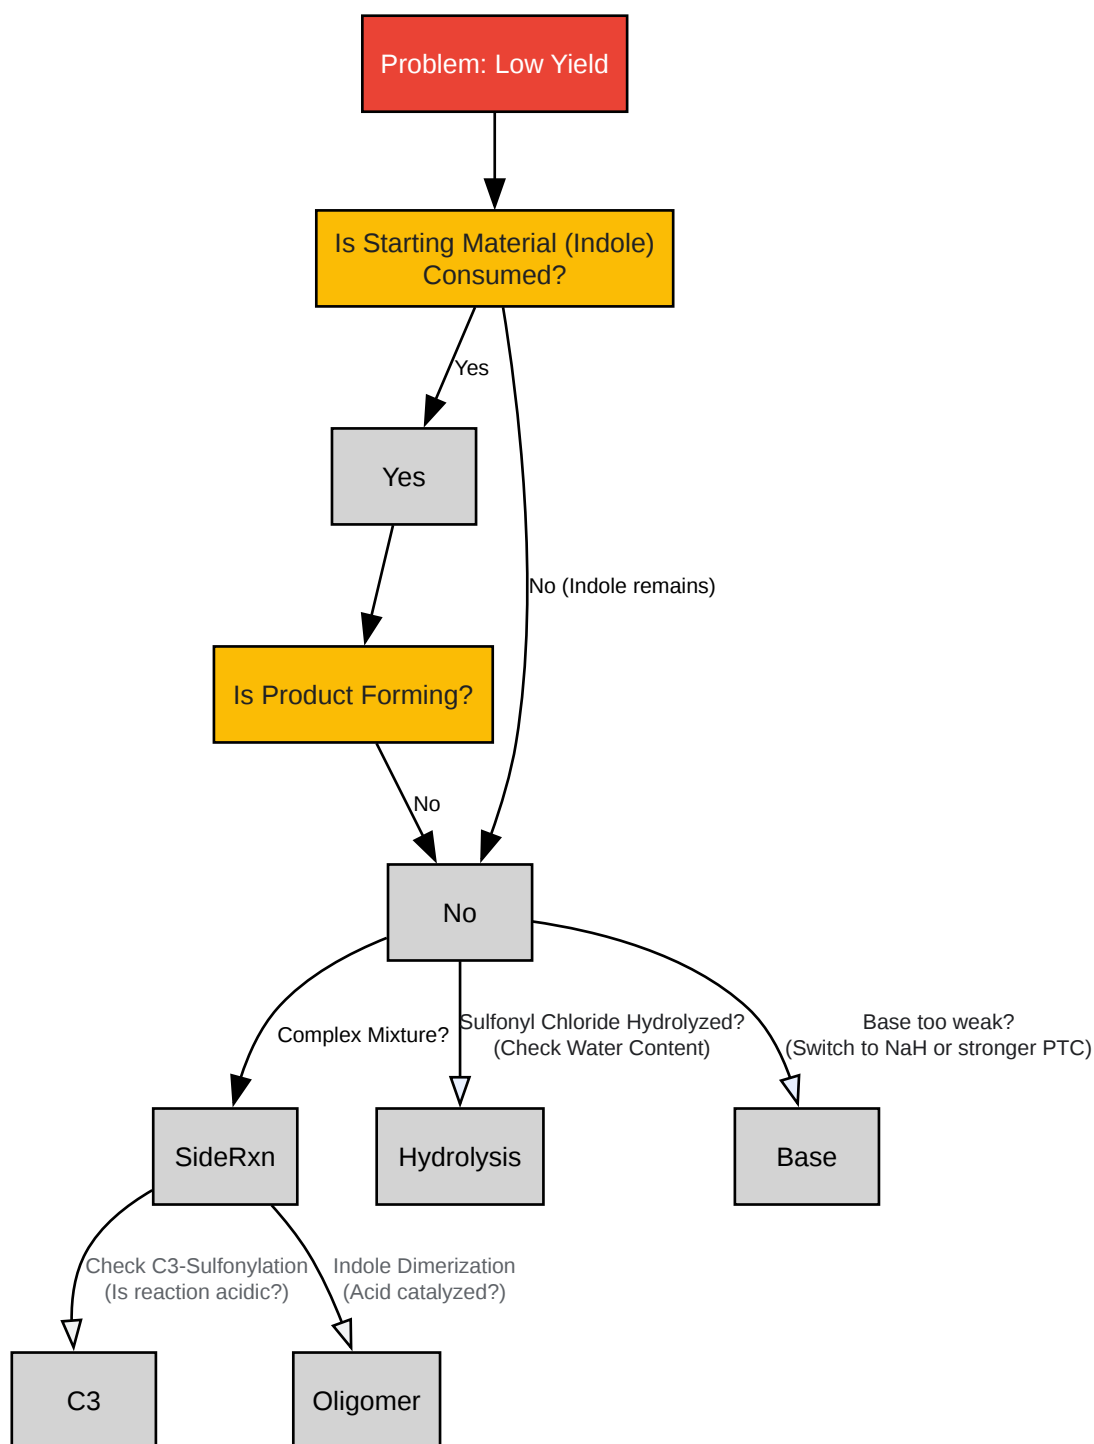 Problem: Low Yield
Is Starting Material (Indole)
Consumed?
Yes
Yes
No (Indole remains)
Is Product Forming?
No
No
Complex Mixture?
Sulfonyl Chloride Hydrolyzed?
(Check Water Content)
Base too weak?
(Switch to NaH or stronger PTC)
SideRxn
Hydrolysis
Base
Check C3-Sulfonylation
(Is reaction acidic?)
Indole Dimerization
(Acid catalyzed?)
C3
Oligomer